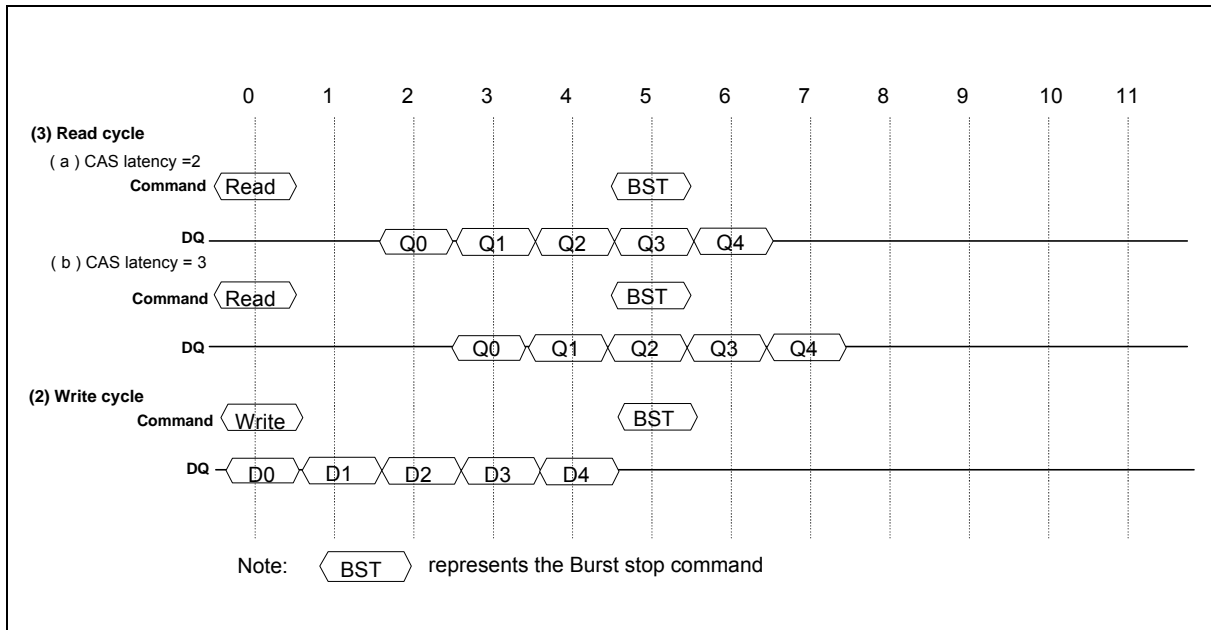 0 1 2 3 4 5 6 7 8 9 10 11
(3) Read cycle
( a ) CAS latency =2
Command Read BST
DQ Q0 Q1 Q2 Q3 Q4
( b ) CAS latency = 3
Command Read BST
DQ Q0 Q1 Q2 Q3 Q4
(2) Write cycle
Command Write BST
DQ D0 D1 D2 D3 D4
Note: BST represents the Burst stop command